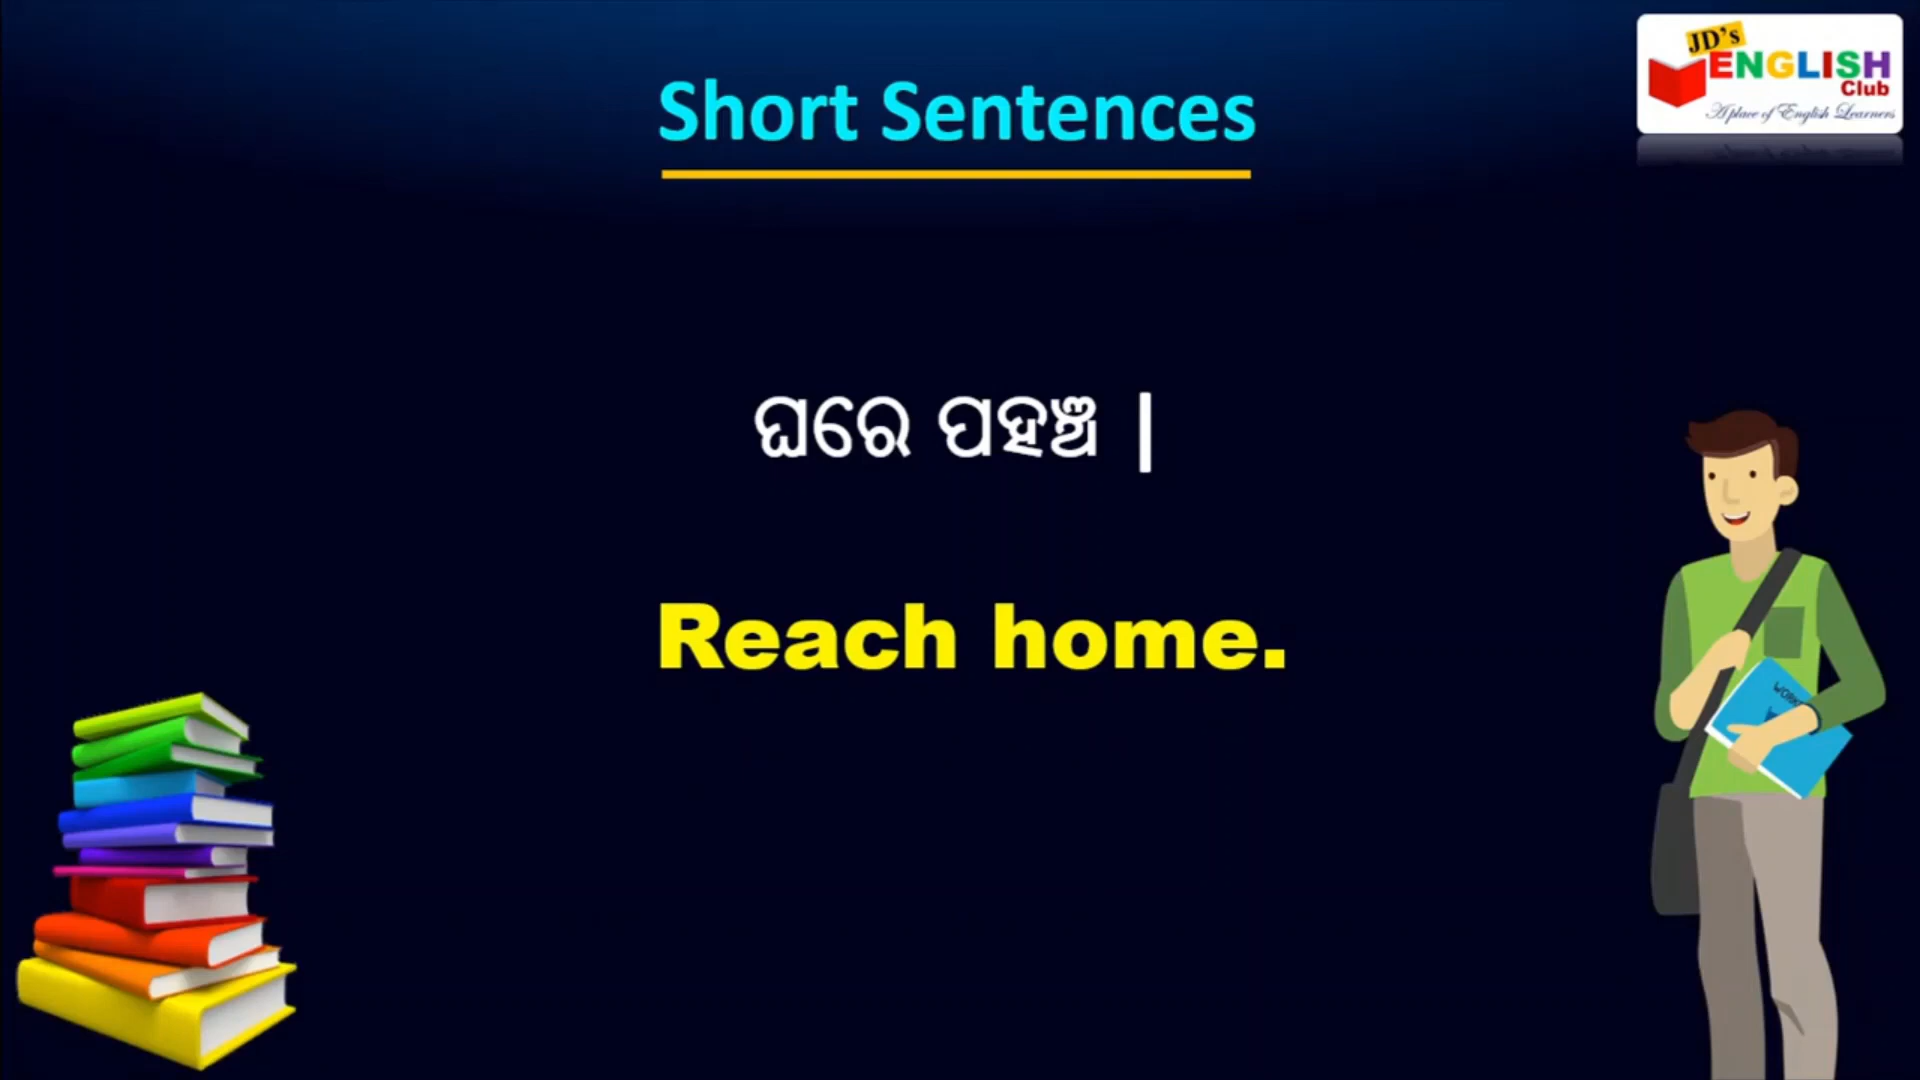 JD's
ENGLISH
Club
A place of English Learners
Short Sentences
ଘରେ ପହଞ୍ଚ |
Reach home.